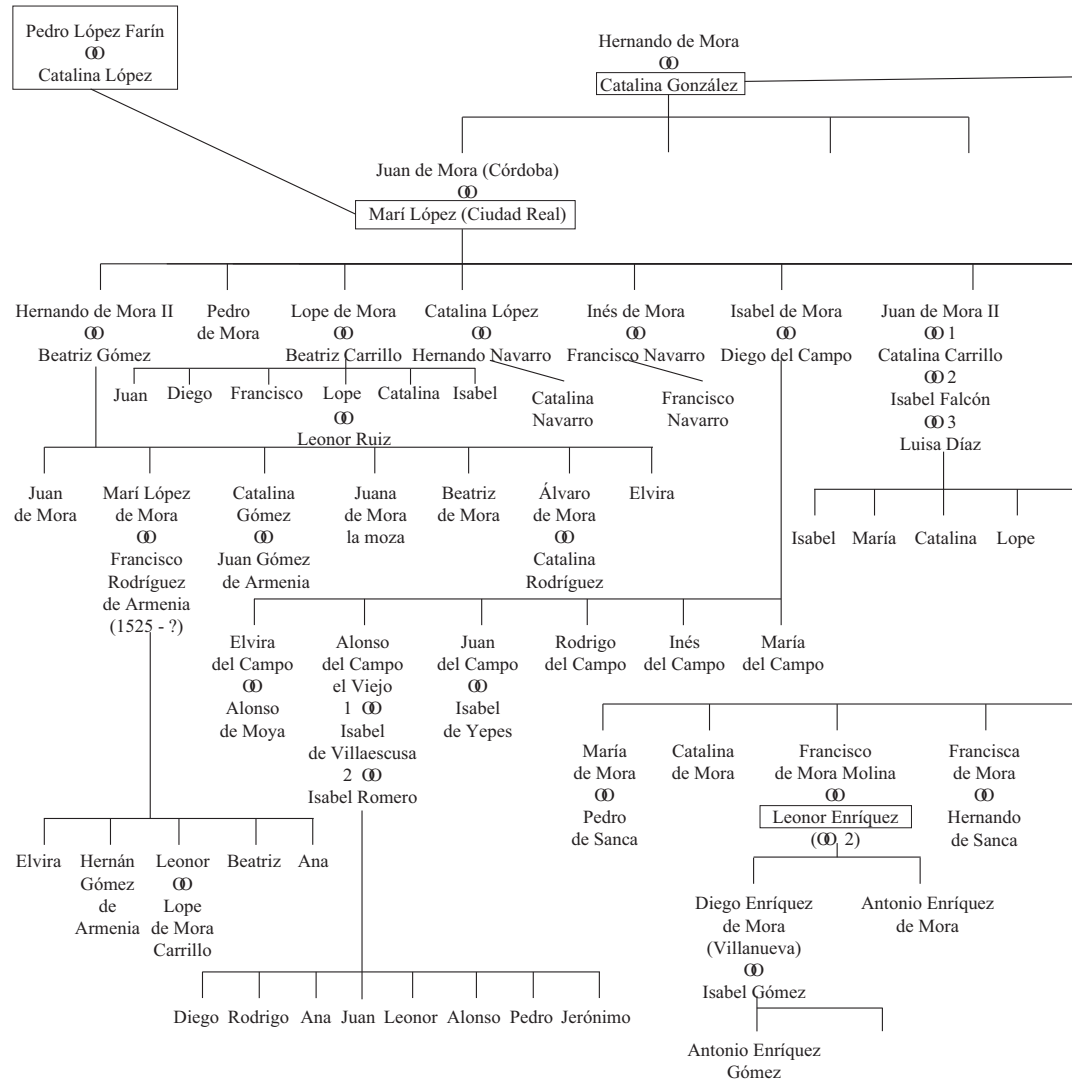 Pedro López Farín
Ꝏ
Catalina López
Hernando de Mora
Ꝏ
Catalina González
Juan de Mora (Córdoba)
Ꝏ
Marí López (Ciudad Real)
Hernando de Mora II
Ꝏ
Beatriz Gómez
Pedro
de Mora
Lope de Mora
Ꝏ
Beatriz Carrillo
Catalina López
Ꝏ
Hernando Navarro
Inés de Mora
Ꝏ
Francisco Navarro
Isabel de Mora
Ꝏ
Diego del Campo
Juan de Mora II
Ꝏ 1
Catalina Carrillo
Ꝏ 2
Isabel Falcón
Ꝏ 3
Luisa Díaz
Juan
Diego
Francisco
Lope
Ꝏ
Leonor Ruiz
Catalina
Isabel
Catalina
Navarro
Francisco
Navarro
Juan
de Mora
Marí López
de Mora
Ꝏ
Francisco
Rodríguez
de Armenia
(1525 - ?)
Catalina
Gómez
Ꝏ
Juan Gómez
de Armenia
Juana
de Mora
la moza
Beatriz
de Mora
Álvaro
de Mora
Ꝏ
Catalina
Rodríguez
Elvira
Isabel
María
Catalina
Lope
Elvira
del Campo
Ꝏ
Alonso
de Moya
Alonso
del Campo
el Viejo
1 Ꝏ
Isabel
de Villaescusa
2 Ꝏ
Isabel Romero
Juan
del Campo
Ꝏ
Isabel
de Yepes
Rodrigo
del Campo
Inés
del Campo
María
del Campo
María
de Mora
Ꝏ
Pedro
de Sanca
Catalina
de Mora
Francisco
de Mora Molina
Ꝏ
Leonor Enríquez
(Ꝏ 2)
Francisca
de Mora
Ꝏ
Hernando
de Sanca
Elvira
Hernán
Gómez
de
Armenia
Leonor
Ꝏ
Lope
de Mora
Carrillo
Beatriz
Ana
Diego Enríquez
de Mora
(Villanueva)
Ꝏ
Isabel Gómez
Antonio Enríquez
de Mora
Diego
Rodrigo
Ana
Juan
Leonor
Alonso
Pedro
Jerónimo
Antonio Enríquez
Gómez